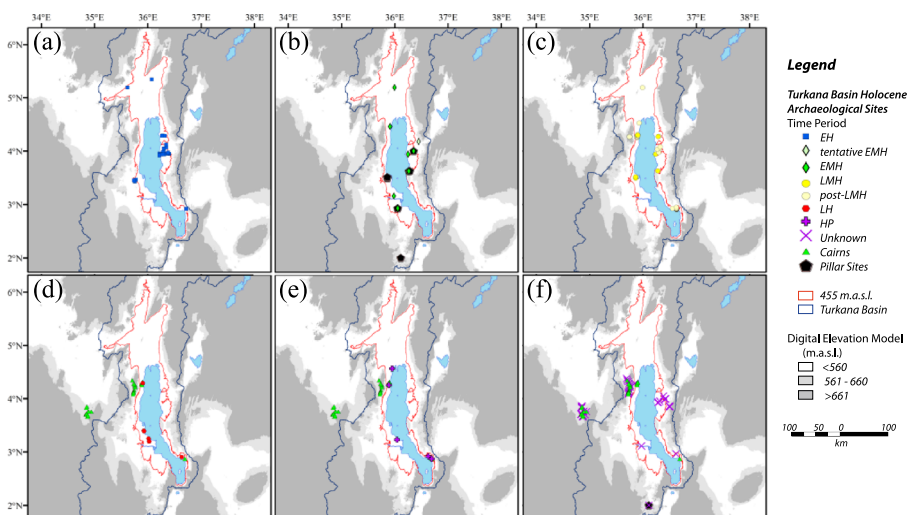 34°E 35°E 36°E 37°E 34°E 35°E 36°E 37°E 38°E 34°E 35°E 36°E 37°E 38°E
(a) (b) (c)
6°N
5°N
4°N
3°N
2°N
(d) (e) (f)
6°N
5°N
4°N
3°N
2°N
Legend
Turkana Basin Holocene
Archaeological Sites
Time Period
EH
tentative EMH
EMH
LMH
post-LMH
LH
HP
Unknown
Cairns
Pillar Sites
455 m.a.s.l.
Turkana Basin
Digital Elevation Model
(m.a.s.l.)
<560
561 - 660
>661
100 50 0 100
km